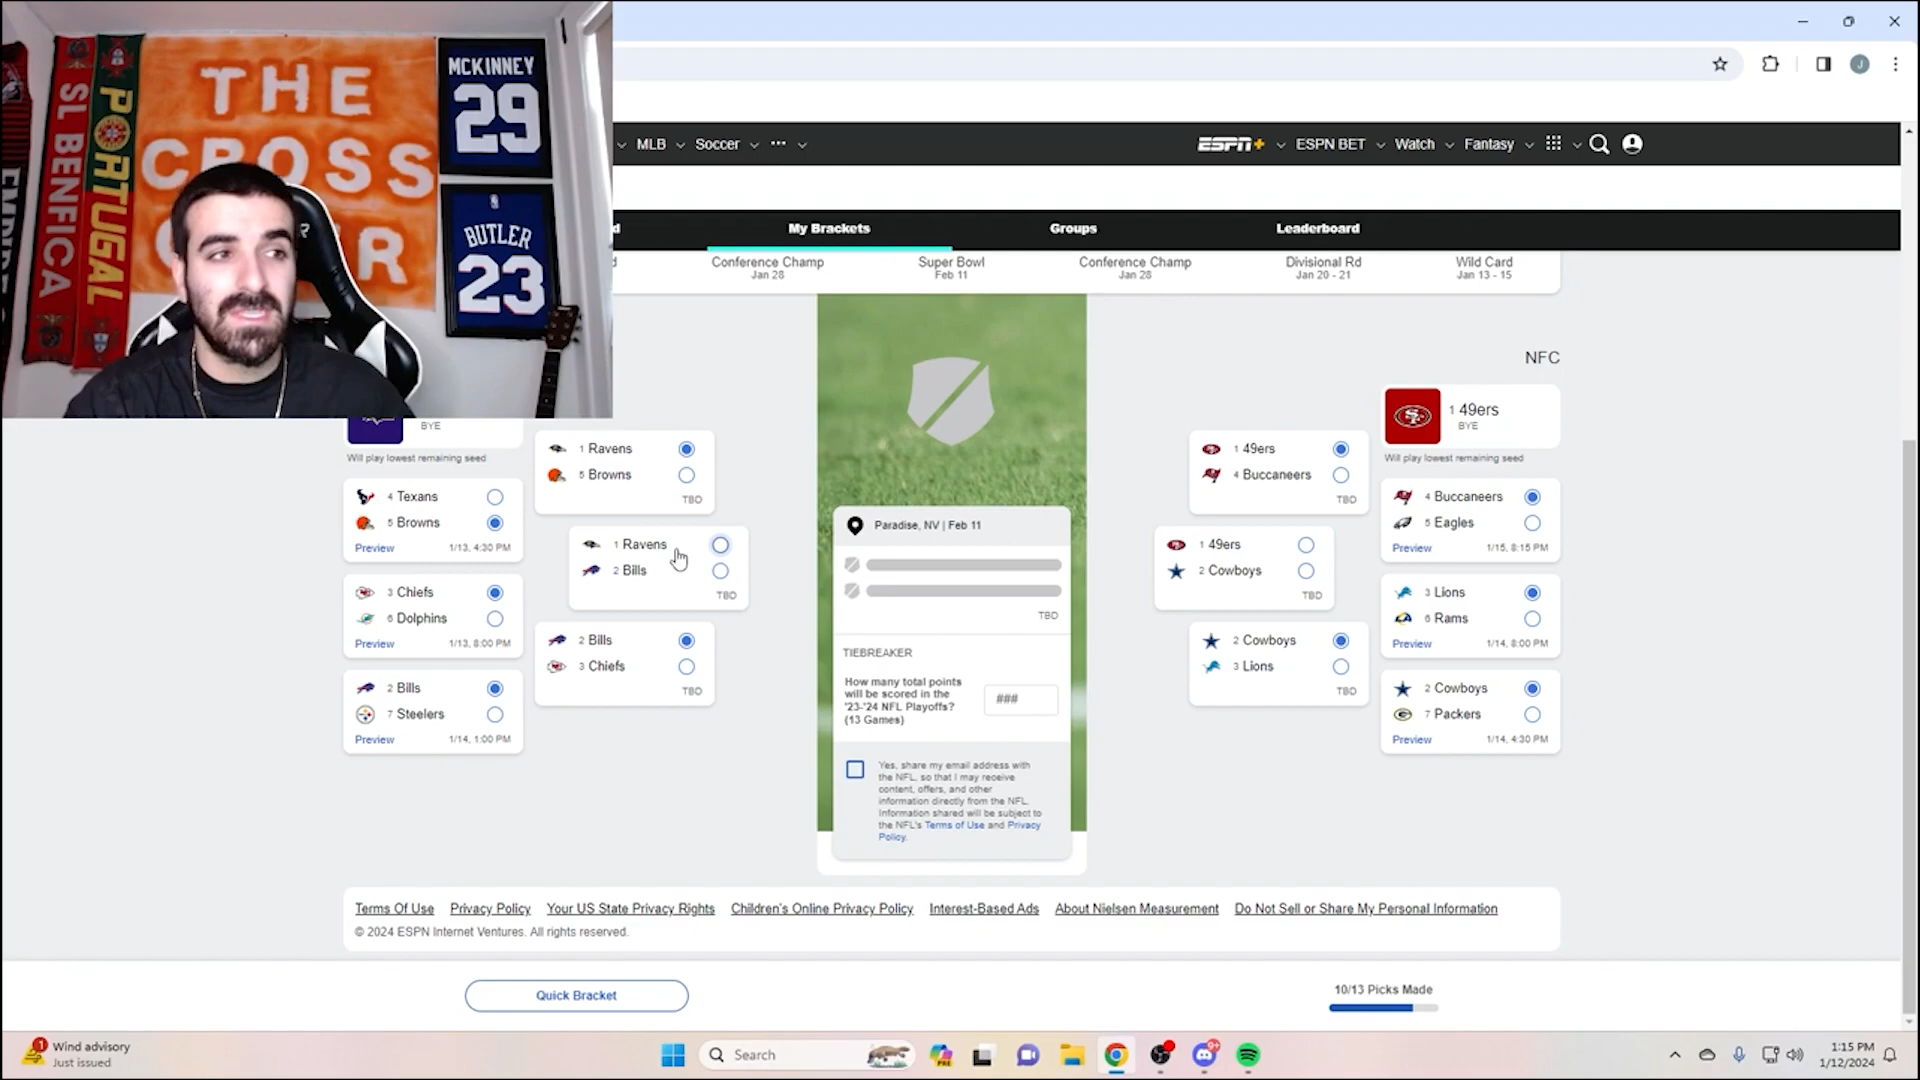 THE
CROSS
SL BENFICA
PORTUGAL
MCKINNEY
29
BUTLER
23
MLB
Soccer
ESPN+
ESPN BET
Watch
Fantasy
My Brackets
Groups
Leaderboard
Conference Champ
Jan 28
Super Bowl
Feb 11
Conference Champ
Jan 28
Divisional Rd
Jan 20 - 21
Wild Card
Jan 13 - 15
BYE
Will play lowest remaining seed
4 Texans
5 Browns
Preview
1/13, 4:30 PM
3 Chiefs
6 Dolphins
Preview
1/13, 8:00 PM
2 Bills
7 Steelers
Preview
1/14, 1:00 PM
1 Ravens
5 Browns
TBD
1 Ravens
2 Bills
TBD
2 Bills
3 Chiefs
TBD
Paradise, NV | Feb 11
TBD
TIEBREAKER
How many total points
will be scored in the
'23-'24 NFL Playoffs?
(13 Games)
###
Yes, share my email address with
the NFL, so that I may receive
content, offers, and other
information directly from the NFL.
Information shared will be subject to
the NFL's Terms of Use and Privacy
Policy.
1 49ers
4 Buccaneers
TBD
1 49ers
2 Cowboys
TBD
2 Cowboys
3 Lions
TBD
NFC
1 49ers
BYE
Will play lowest remaining seed
4 Buccaneers
5 Eagles
Preview
1/15, 8:15 PM
3 Lions
6 Rams
Preview
1/14, 8:00 PM
2 Cowboys
7 Packers
Preview
1/14, 4:30 PM
Terms Of Use
Privacy Policy
Your US State Privacy Rights
Children's Online Privacy Policy
Interest-Based Ads
About Nielsen Measurement
Do Not Sell or Share My Personal Information
© 2024 ESPN Internet Ventures. All rights reserved.
Quick Bracket
10/13 Picks Made
Wind advisory
Just issued
Search
1:15 PM
1/12/2024